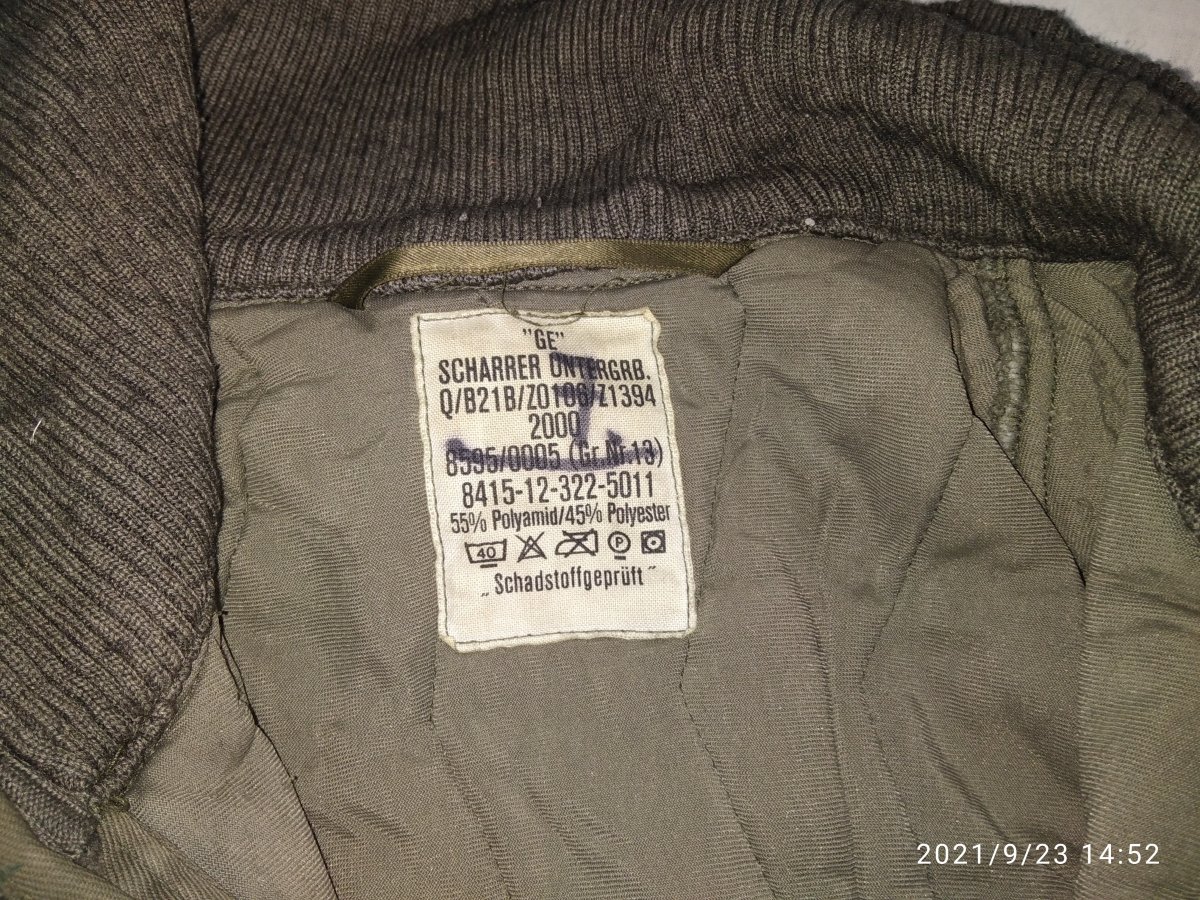 "GE"
SCHARRER UNTERGRB.
Q/B21B/Z0106/Z1394
2000
8595/0005 (Gr.Nr.13)
8415-12-322-5011
55% Polyamid/45% Polyester
40 P
„Schadstoffgeprüft“
2021/9/23 14:52